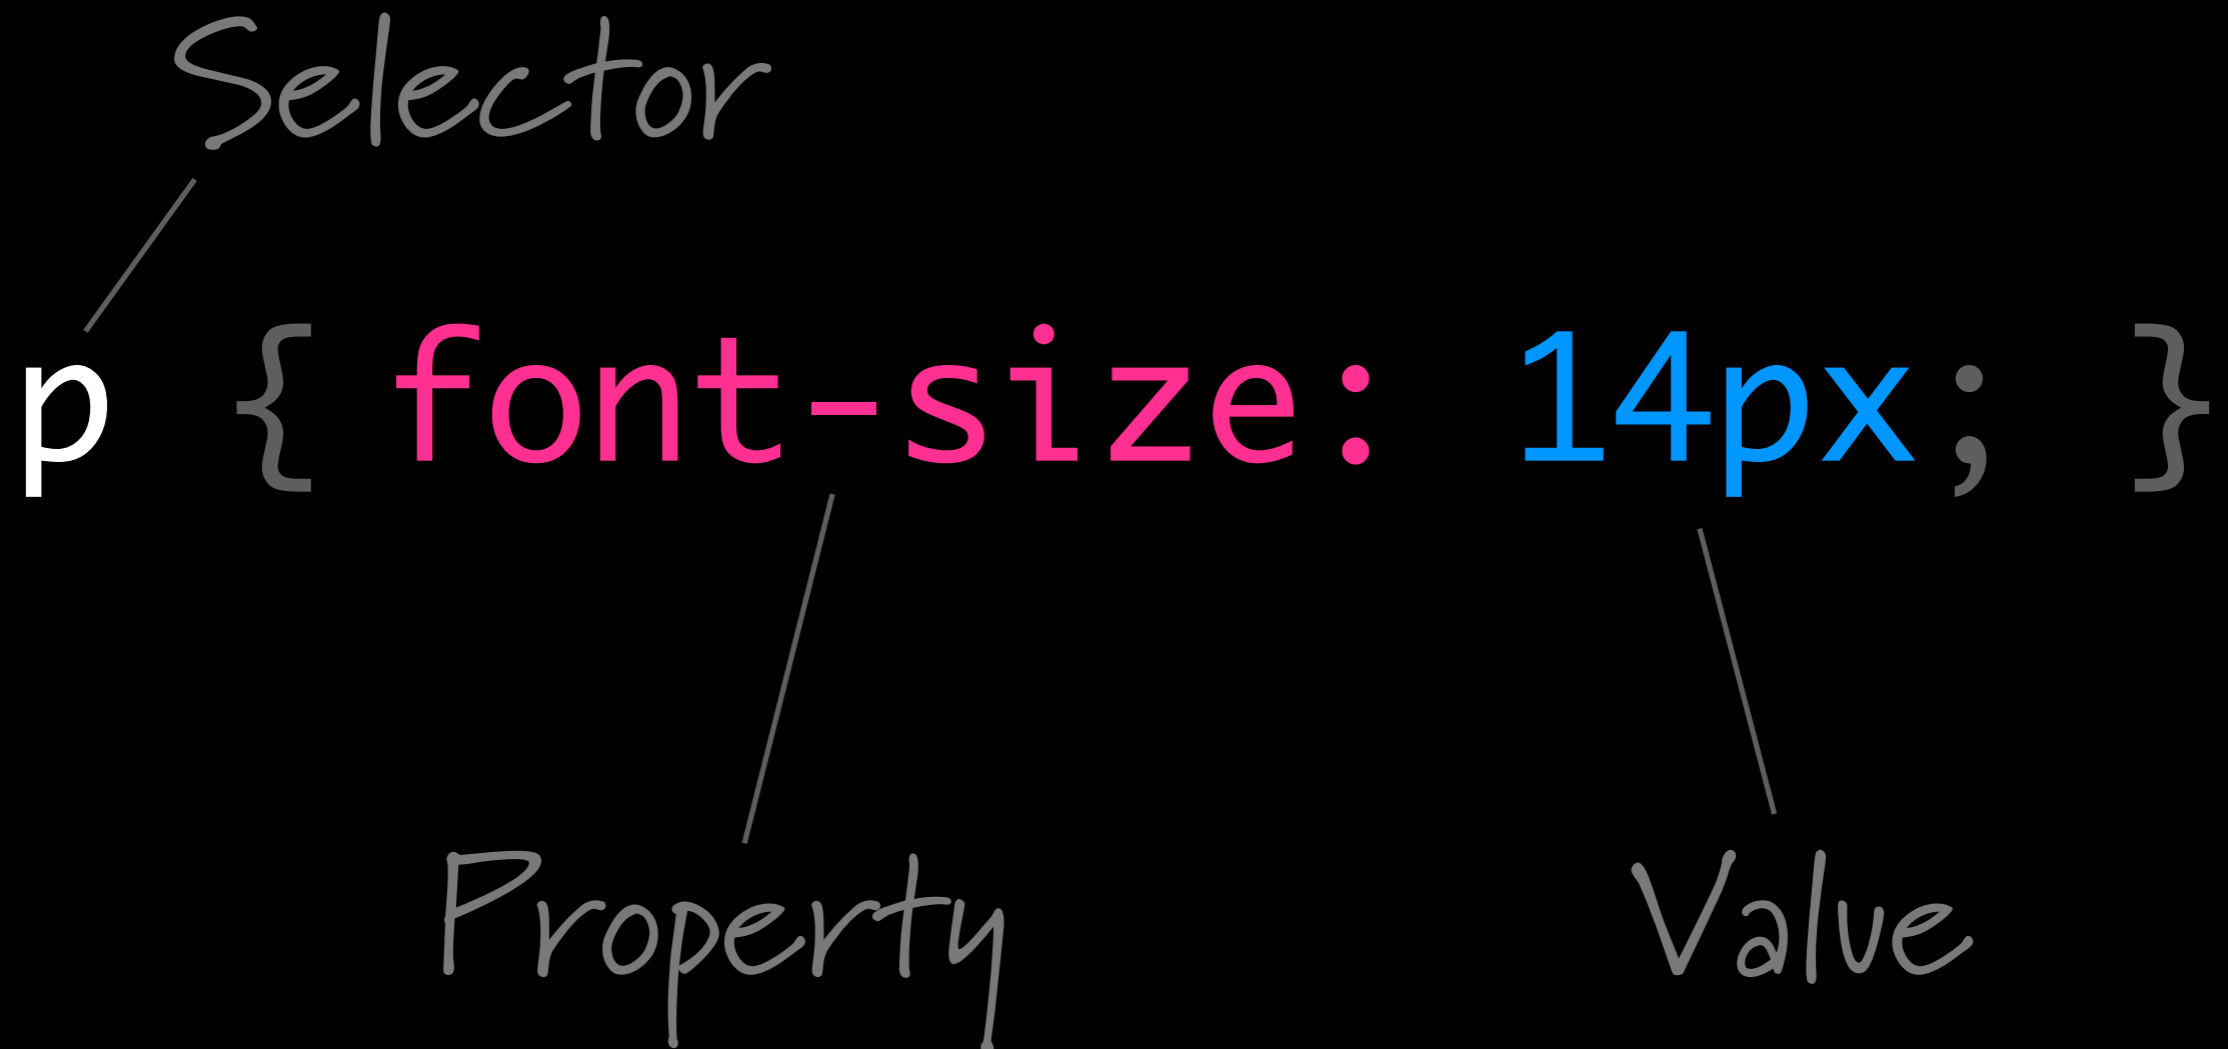 Selector
p { font-size: 14px; }
Property Value